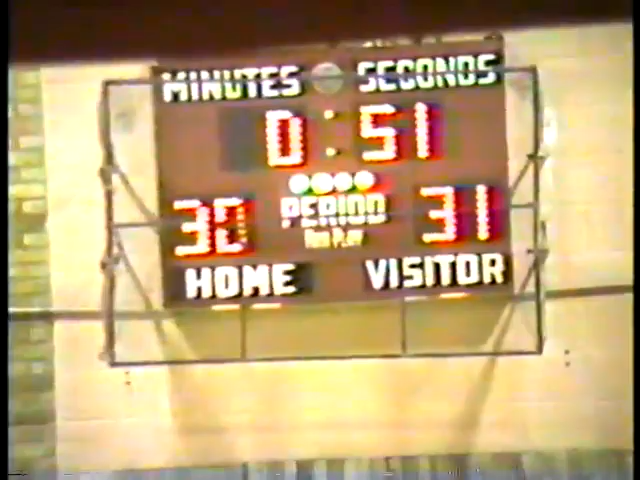 MINUTES SECONDS
0:51
PERIOD
30 31
HOME VISITOR